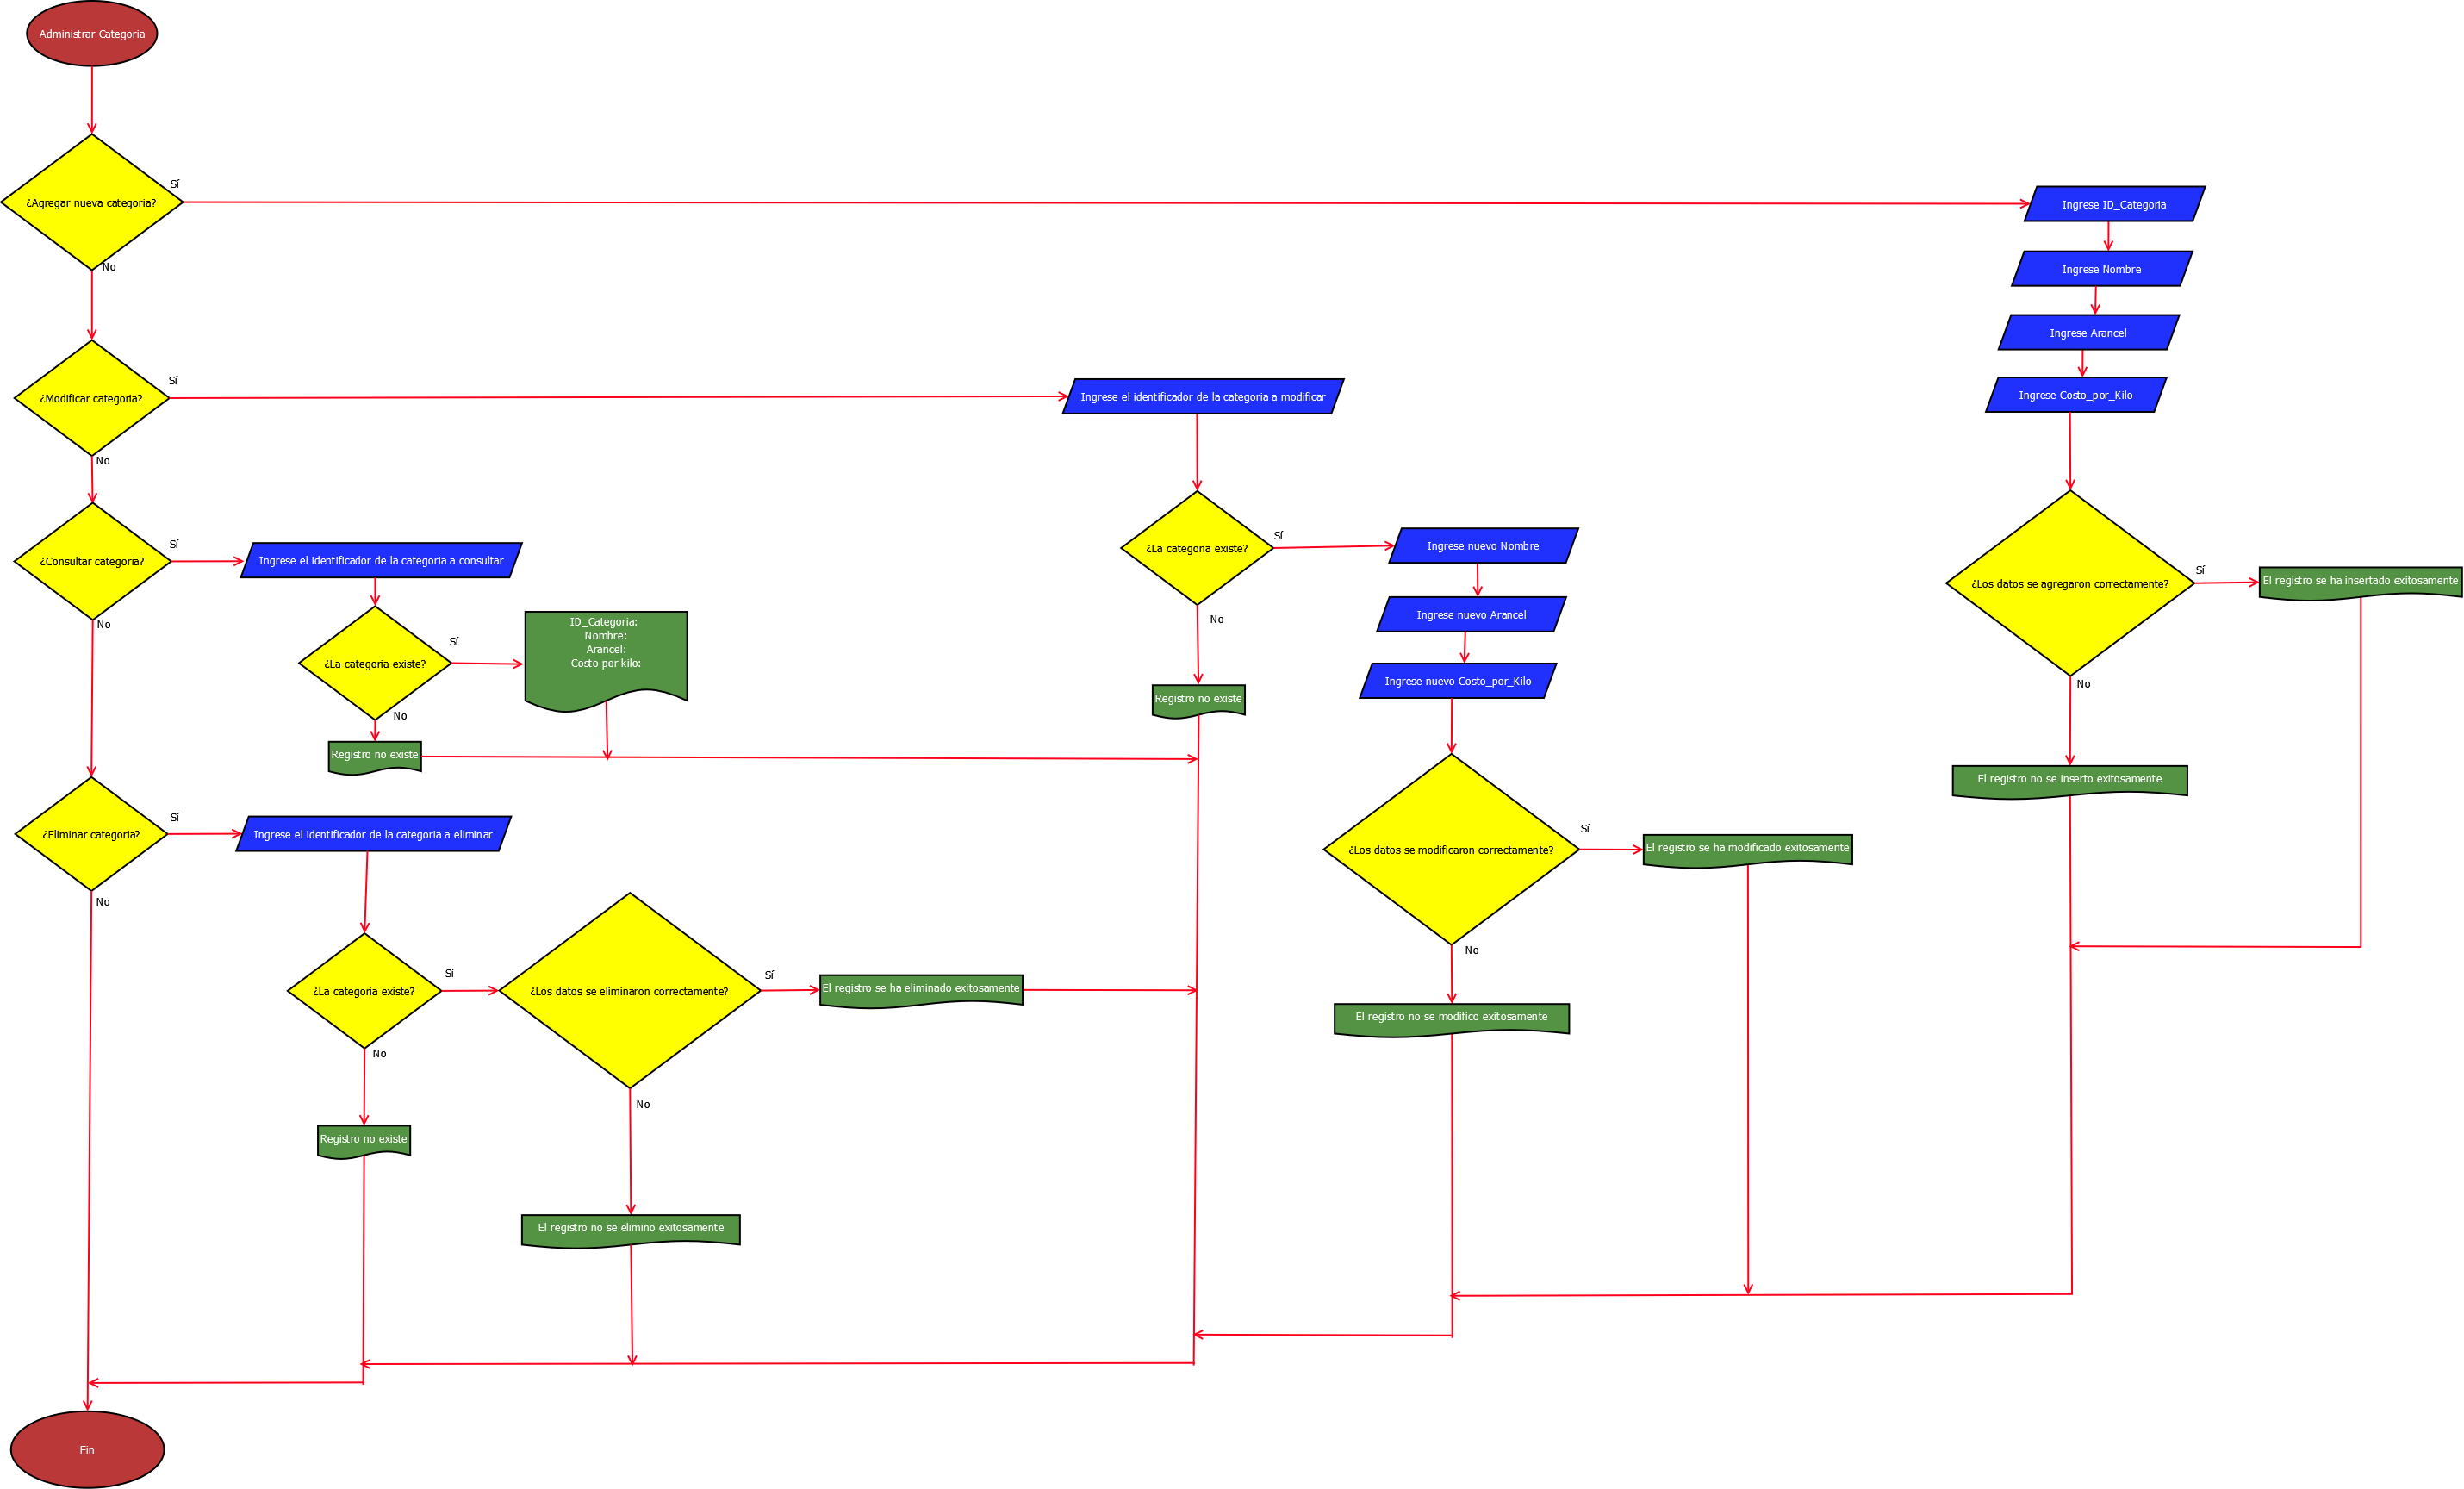 Administrar Categoria
¿Agregar nueva categoria?
Sí
No
Ingrese ID_Categoria
Ingrese Nombre
Ingrese Arancel
Ingrese Costo_por_Kilo
¿Los datos se agregaron correctamente?
Sí
El registro se ha insertado exitosamente
No
El registro no se inserto exitosamente
¿Modificar categoria?
Sí
No
Ingrese el identificador de la categoria a modificar
¿La categoria existe?
Sí
No
Registro no existe
Ingrese nuevo Nombre
Ingrese nuevo Arancel
Ingrese nuevo Costo_por_Kilo
¿Los datos se modificaron correctamente?
Sí
El registro se ha modificado exitosamente
No
El registro no se modifico exitosamente
¿Consultar categoria?
Sí
No
Ingrese el identificador de la categoria a consultar
¿La categoria existe?
Sí
ID_Categoria:
Nombre:
Arancel:
Costo por kilo:
No
Registro no existe
¿Eliminar categoria?
Sí
No
Ingrese el identificador de la categoria a eliminar
¿La categoria existe?
Sí
No
Registro no existe
¿Los datos se eliminaron correctamente?
Sí
El registro se ha eliminado exitosamente
No
El registro no se elimino exitosamente
Fin